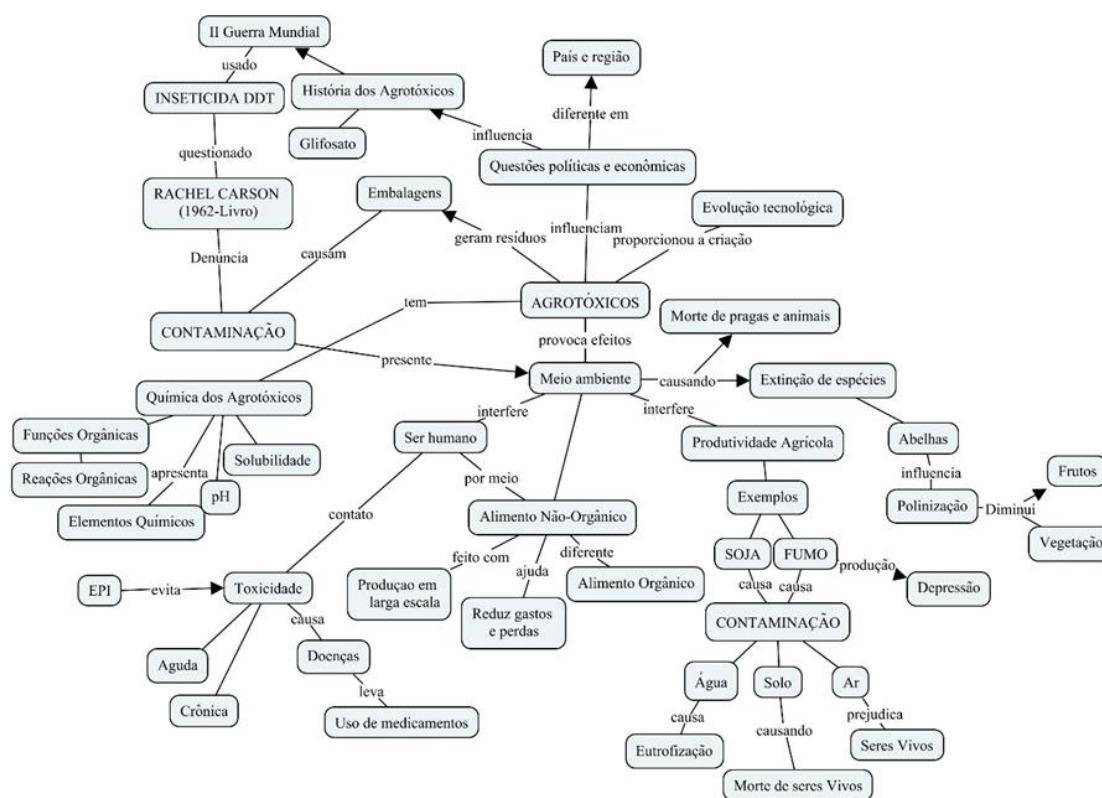 II Guerra Mundial
usado
INSETICIDA DDT
História dos Agrotóxicos
Glifosato
País e região
diferente em
influencia
Questões políticas e econômicas
questionado
RACHEL CARSON
(1962-Livro)
Embalagens
Evolução tecnológica
geram resíduos
influenciam
proporcionou a criação
Denuncia
causam
tem
AGROTÓXICOS
CONTAMINAÇÃO
Morte de pragas e animais
provoca efeitos
presente
Meio ambiente
causando
Extinção de espécies
Química dos Agrotóxicos
interfere
interfere
Funções Orgânicas
Reações Orgânicas
Solubilidade
apresenta
pH
Elementos Químicos
Ser humano
Produtividade Agrícola
Abelhas
influencia
Polinização
Diminui
Frutos
Vegetação
por meio
contato
Alimento Não-Orgânico
Exemplos
SOJA
FUMO
feito com
ajuda
diferente
causa
causa
produção
Depressão
Produçao em
larga escala
Reduz gastos
e perdas
Alimento Orgânico
EPI
evita
Toxicidade
CONTAMINAÇÃO
causa
Aguda
Crônica
Doenças
leva
Uso de medicamentos
Água
Solo
Ar
causa
causando
prejudica
Eutrofização
Seres Vivos
Morte de seres Vivos